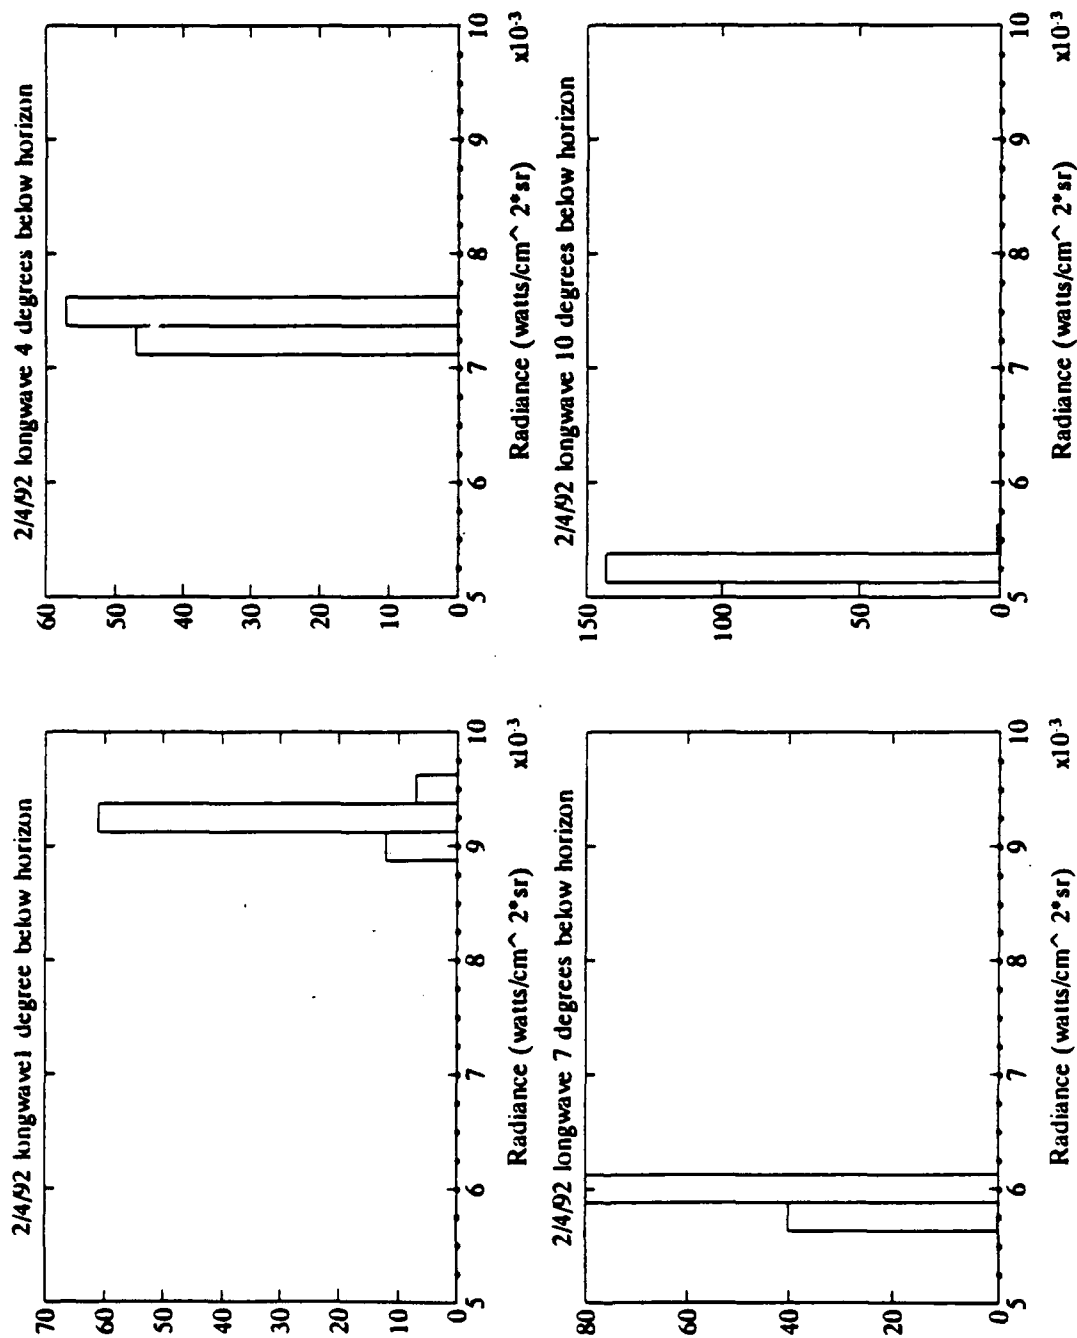 2/4/92 longwave1 degree below horizon
70
60
50
40
30
20
10
0
5 6 7 8 9 10
x10-3
Radiance (watts/cm^ 2*sr)
2/4/92 longwave 4 degrees below horizon
60
50
40
30
20
10
0
5 6 7 8 9 10
x10-3
Radiance (watts/cm^ 2*sr)
2/4/92 longwave 7 degrees below horizon
80
60
40
20
0
5 6 7 8 9 10
x10-3
Radiance (watts/cm^ 2*sr)
2/4/92 longwave 10 degrees below horizon
150
100
50
0
5 6 7 8 9 10
x10-3
Radiance (watts/cm^ 2*sr)